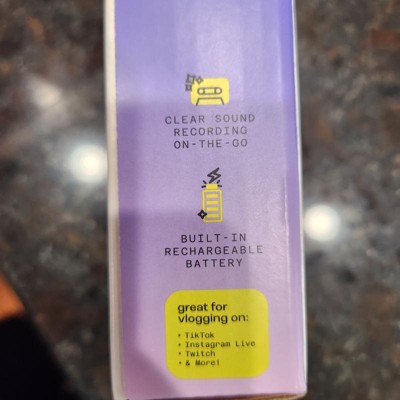 CLEAR SOUND
RECORDING
ON-THE-GO
BUILT-IN
RECHARGEABLE
BATTERY
great for
vlogging on:
• TikTok
• Instagram Live
• Twitch
• & More!